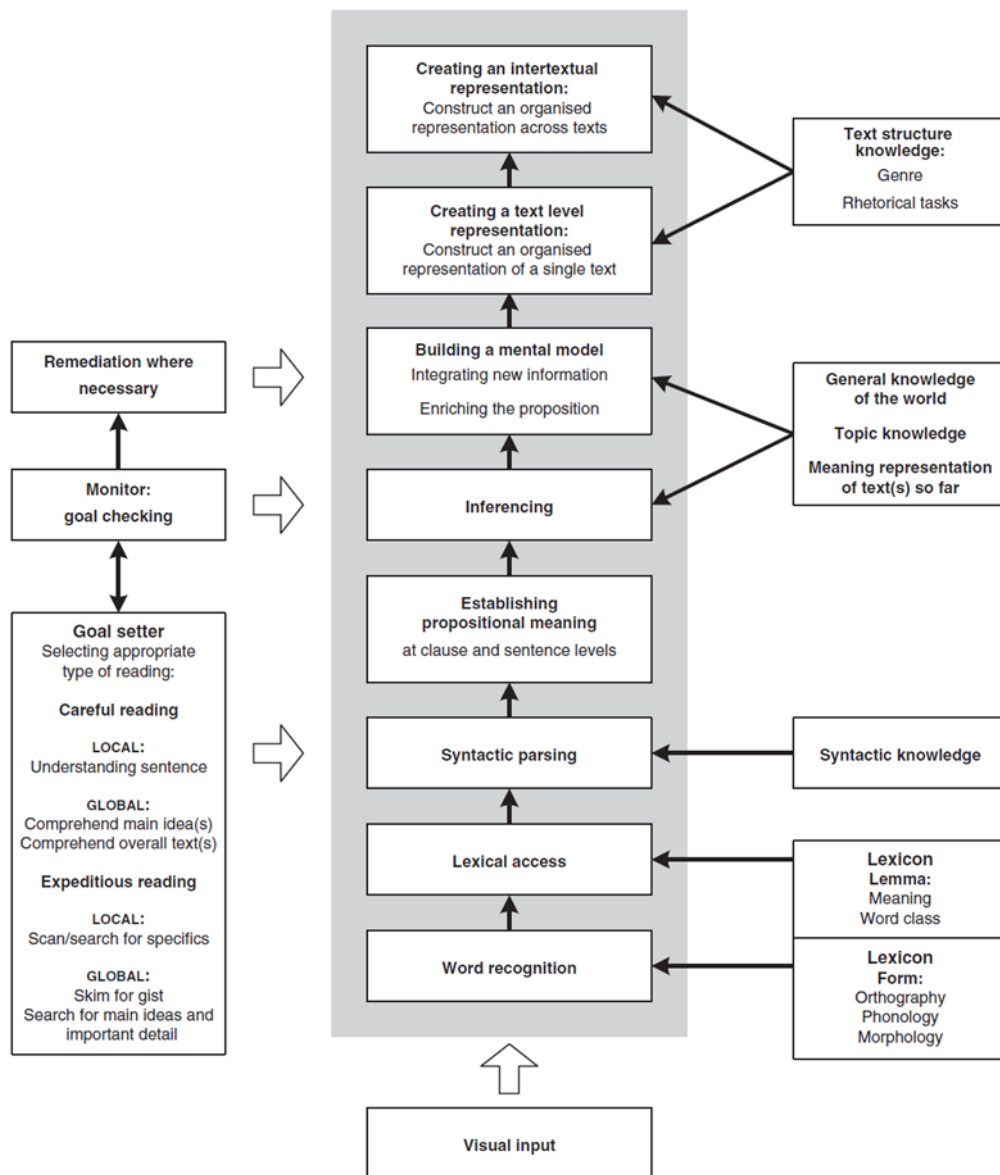 Remediation where
necessary
Monitor:
goal checking
Goal setter
Selecting appropriate
type of reading:
Careful reading
LOCAL:
Understanding sentence
GLOBAL:
Comprehend main idea(s)
Comprehend overall text(s)
Expeditious reading
LOCAL:
Scan/search for specifics
GLOBAL:
Skim for gist
Search for main ideas and
important detail
Creating an intertextual
representation:
Construct an organised
representation across texts
Creating a text level
representation:
Construct an organised
representation of a single text
Building a mental model
Integrating new information
Enriching the proposition
Inferencing
Establishing
propositional meaning
at clause and sentence levels
Syntactic parsing
Lexical access
Word recognition
Visual input
Text structure
knowledge:
Genre
Rhetorical tasks
General knowledge
of the world
Topic knowledge
Meaning representation
of text(s) so far
Syntactic knowledge
Lexicon
Lemma:
Meaning
Word class
Lexicon
Form:
Orthography
Phonology
Morphology